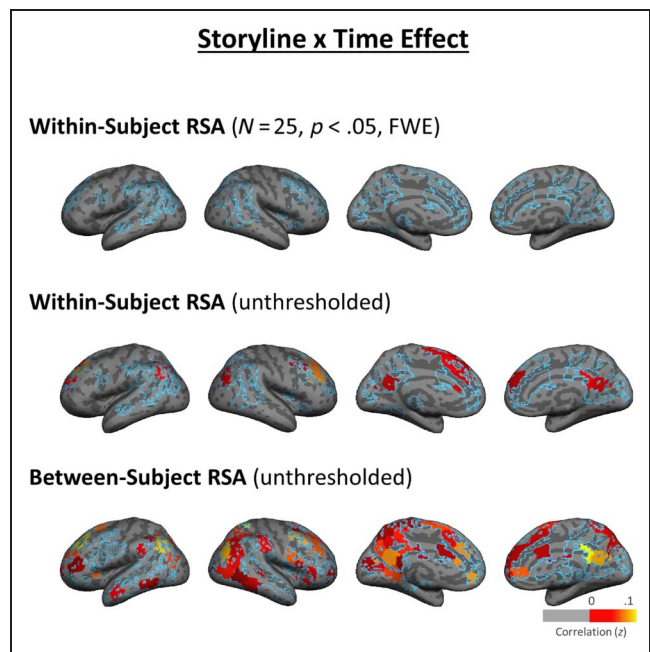 Storyline x Time Effect
Within-Subject RSA (N = 25, p < .05, FWE)
Within-Subject RSA (unthresholded)
Between-Subject RSA (unthresholded)
0 .1
Correlation (z)